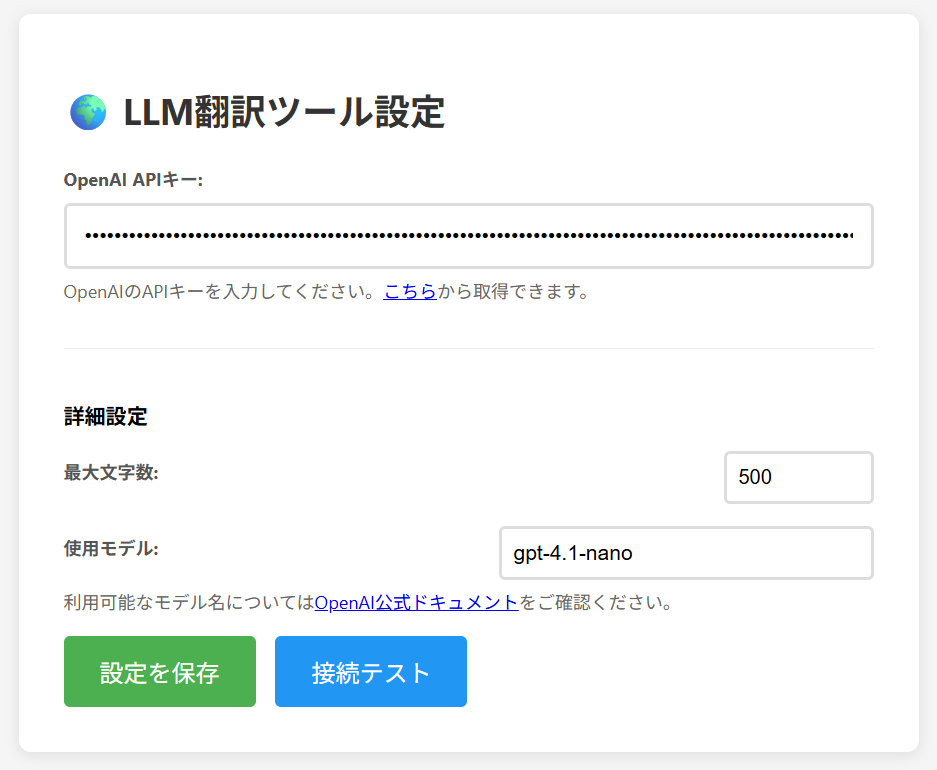 LLM翻訳ツール設定
OpenAI APIキー:
OpenAIのAPIキーを入力してください。こちらから取得できます。
詳細設定
最大文字数:
500
使用モデル:
gpt-4.1-nano
利用可能なモデル名についてはOpenAI公式ドキュメントをご確認ください。
設定を保存 接続テスト